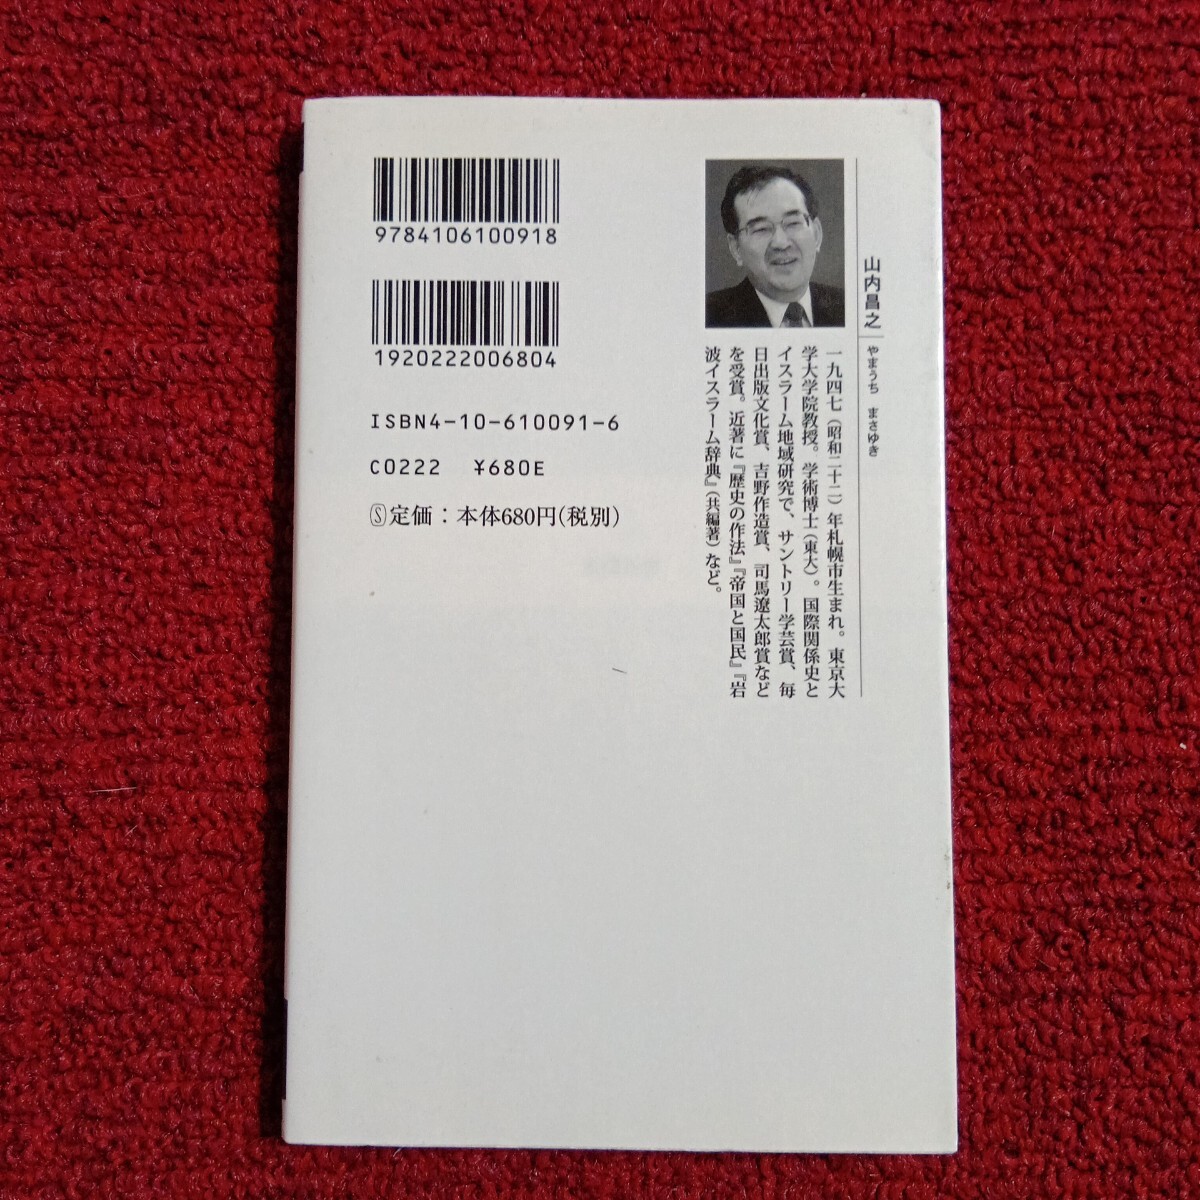 9784106100918
1920222006804
ISBN4-10-610091-6
C0222 ¥680E
Ⓢ定価:本体680円(税別)
山内昌之 やまうち まさゆき
一九四七(昭和二十二)年札幌市生まれ。東京大
学大学院教授。学術博士(東大)。国際関係史と
イスラーム地域研究で、サントリー学芸賞、毎
日出版文化賞、吉野作造賞、司馬遼太郎賞など
を受賞。近著に『歴史の作法』『帝国と国民』『岩
波イスラーム辞典』(共編著)など。